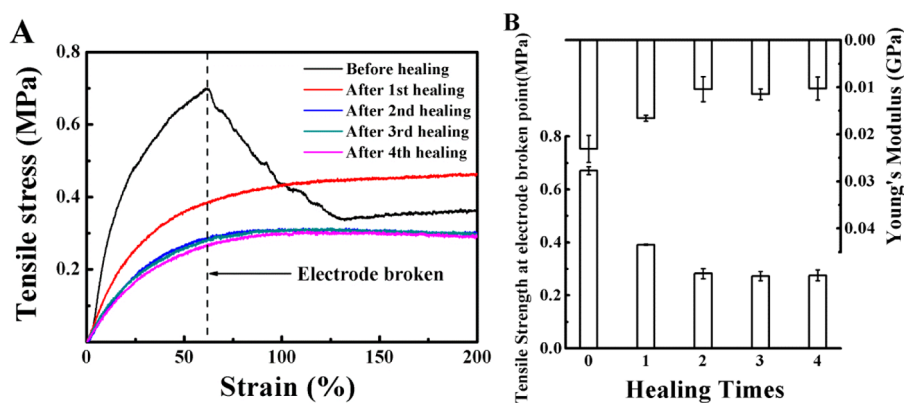 A
Tensile stress (MPa)
0.8
0.6
0.4
0.2
Before healing
After 1st healing
After 2nd healing
After 3rd healing
After 4th healing
Electrode broken
0
50
100
150
200
Strain (%)
B
Tensile Strength at electrode broken point(MPa)
0.8
0.6
0.4
0.2
0.0
0.00
0.01
0.02
0.03
0.04
Young's Modulus (GPa)
0
1
2
3
4
Healing Times